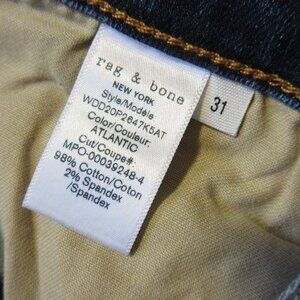 rag & bone
NEW YORK
Style/Modèle
WDD20P2647K5AT
Color/Couleur:
ATLANTIC
Cut/Coupe#:
MPO-00039248-4
98% Cotton/Coton
2% Spandex
/Spandex
31